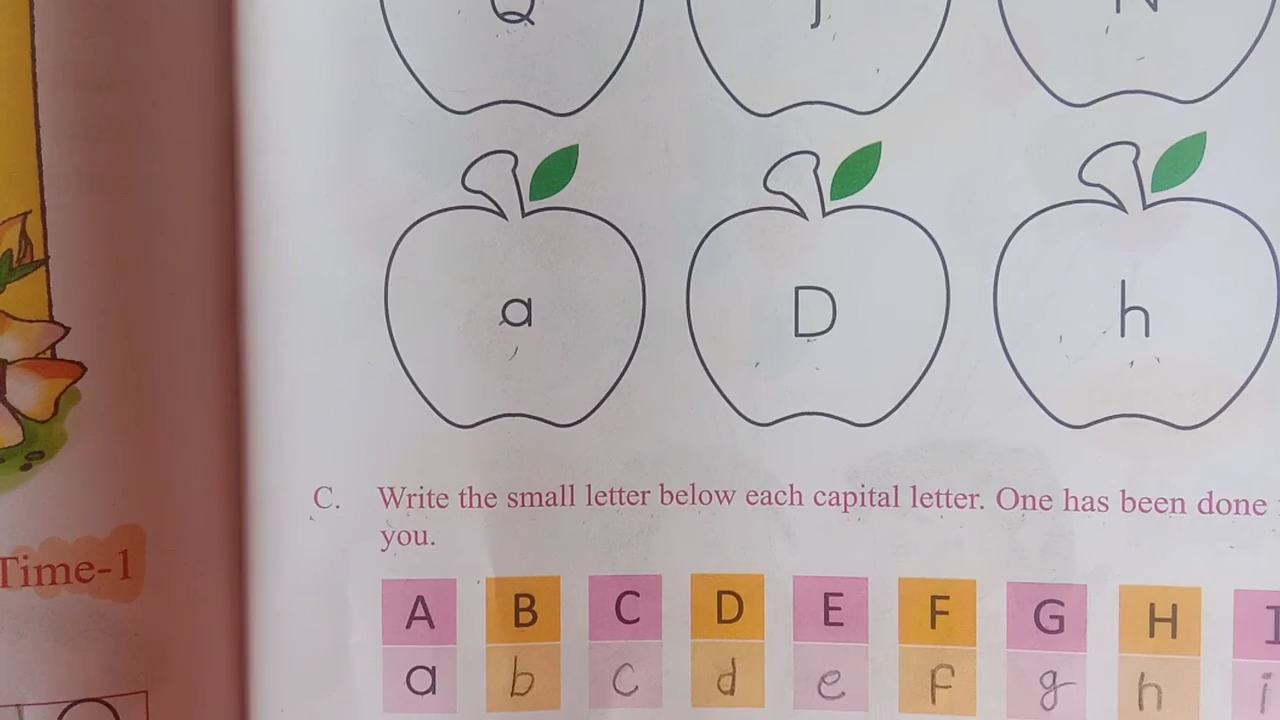 Q J N
a D h
C. Write the small letter below each capital letter. One has been done
you.
Time-1
A B C D E F G H I
a b c d e f g h i